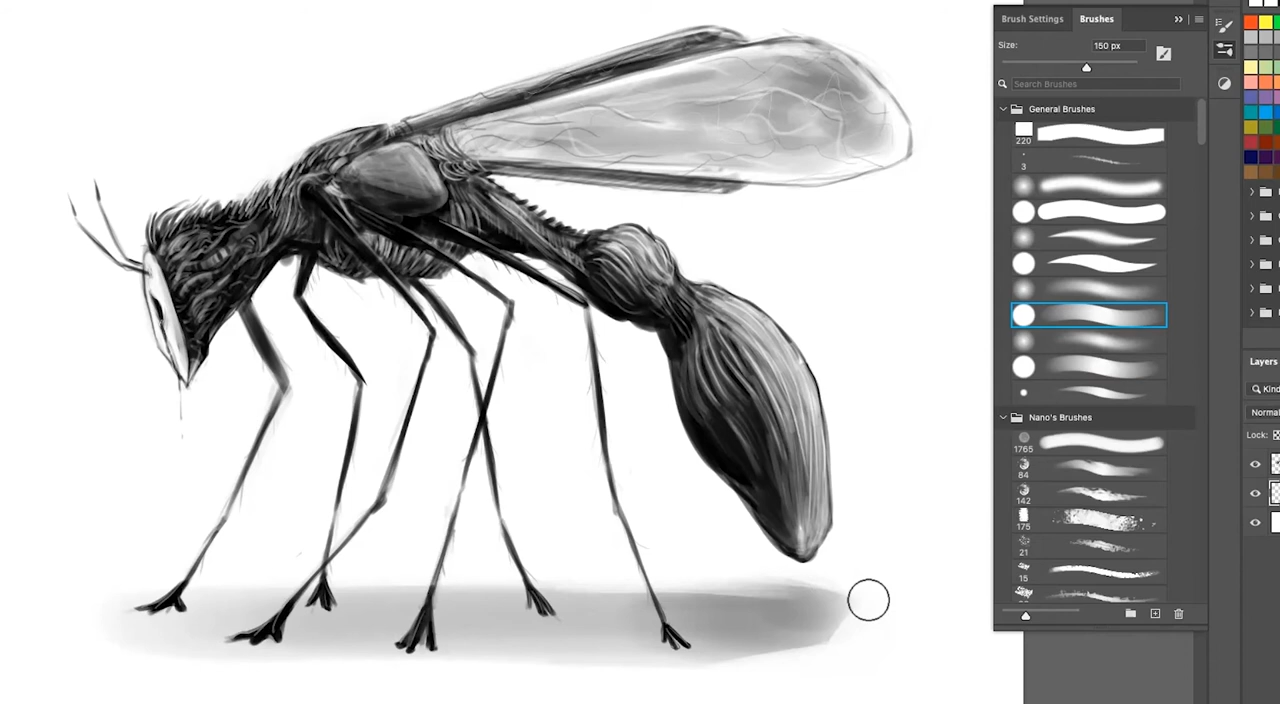 Brush Settings
Brushes
Size:
150 px
Search Brushes
General Brushes
220
3
Nano's Brushes
1765
84
142
175
21
15
Layers
Kind
Normal
Lock: